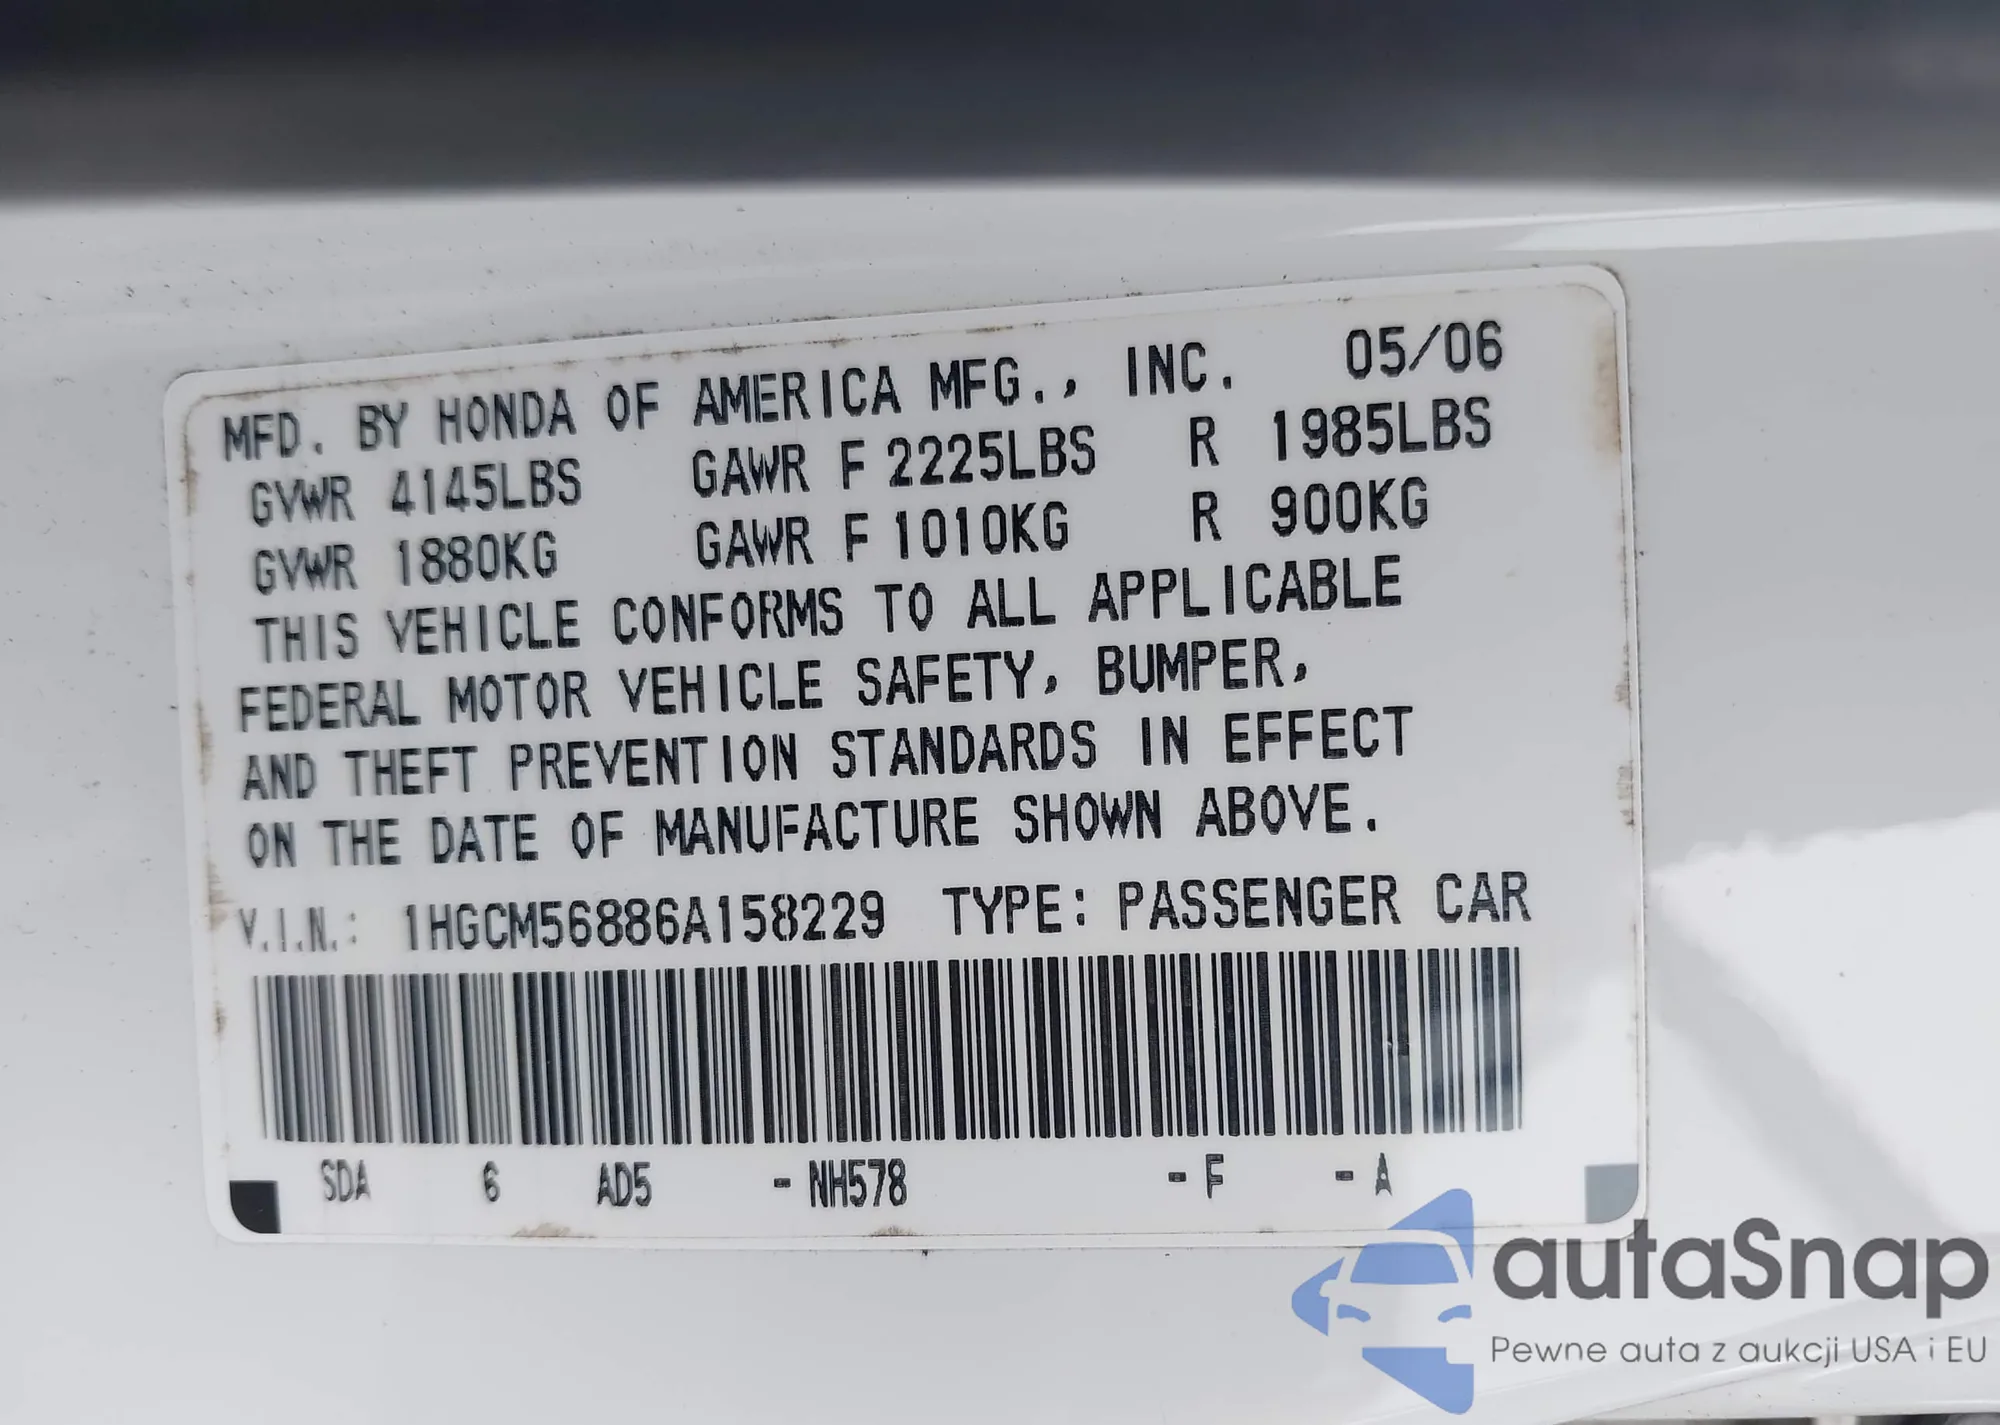 MFD. BY HONDA OF AMERICA MFG., INC. 05/06
GVWR 4145LBS GAWR F 2225LBS R 1985LBS
GVWR 1880KG GAWR F 1010KG R 900KG
THIS VEHICLE CONFORMS TO ALL APPLICABLE
FEDERAL MOTOR VEHICLE SAFETY, BUMPER,
AND THEFT PREVENTION STANDARDS IN EFFECT
ON THE DATE OF MANUFACTURE SHOWN ABOVE.
V.I.N.: 1HGCM56886A158229 TYPE: PASSENGER CAR
SDA 6 AD5 - NH578 - F - A
autaSnap
Pewne auta z aukcji USA i EU